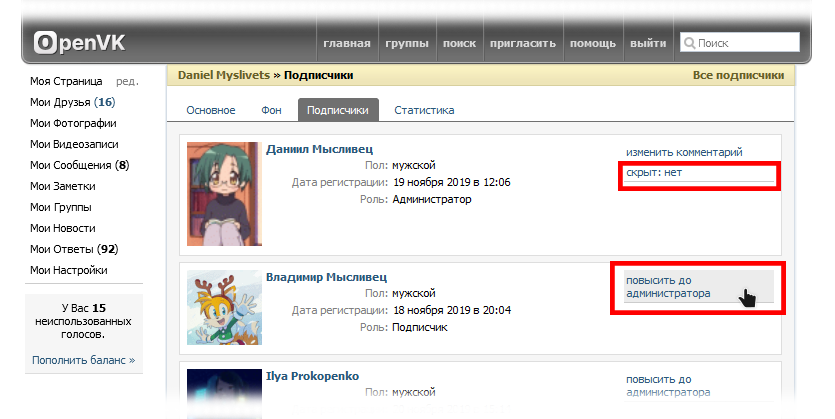 OpenVK
главная группы поиск пригласить помощь выйти Поиск
Моя Страница ред.
Мои Друзья (16)
Мои Фотографии
Мои Видеозаписи
Мои Сообщения (8)
Мои Заметки
Мои Группы
Мои Новости
Мои Ответы (92)
Мои Настройки
У Вас 15
неиспользованных
голосов.
Пополнить баланс »
Daniel Myslivets » Подписчики Все подписчики
Основное Фон Подписчики Статистика
Даниил Мысливец
Пол: мужской
Дата регистрации: 19 ноября 2019 в 12:06
Роль: Администратор
изменить комментарий
скрыт: нет
Владимир Мысливец
Пол: мужской
Дата регистрации: 18 ноября 2019 в 20:04
Роль: Подписчик
повысить до
администратора
Ilya Prokopenko
Пол: мужской
повысить до
администратора